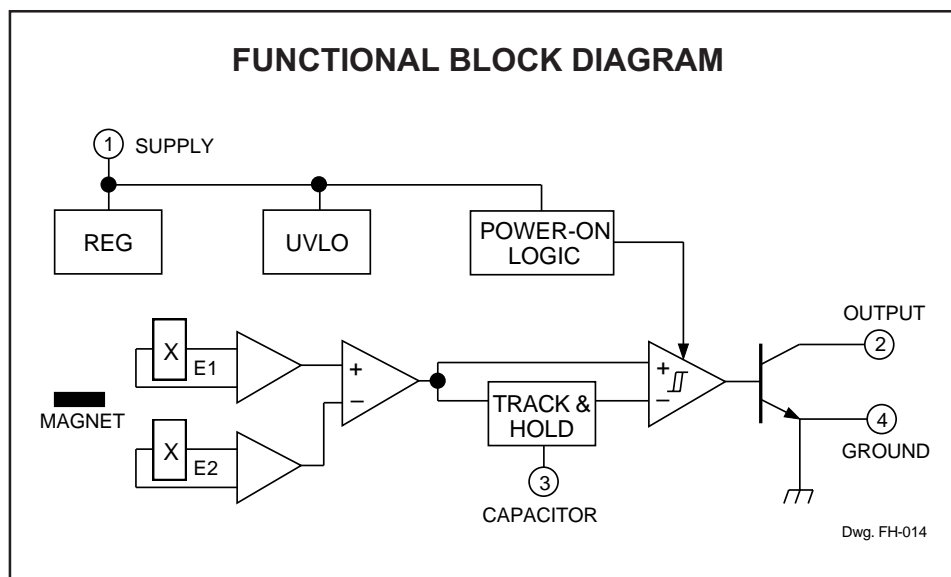 FUNCTIONAL BLOCK DIAGRAM
1 SUPPLY
REG
UVLO
POWER-ON
LOGIC
X
E1
+
−
+
−
OUTPUT
2
MAGNET
TRACK &
HOLD
X
E2
4
GROUND
3
CAPACITOR
Dwg. FH-014